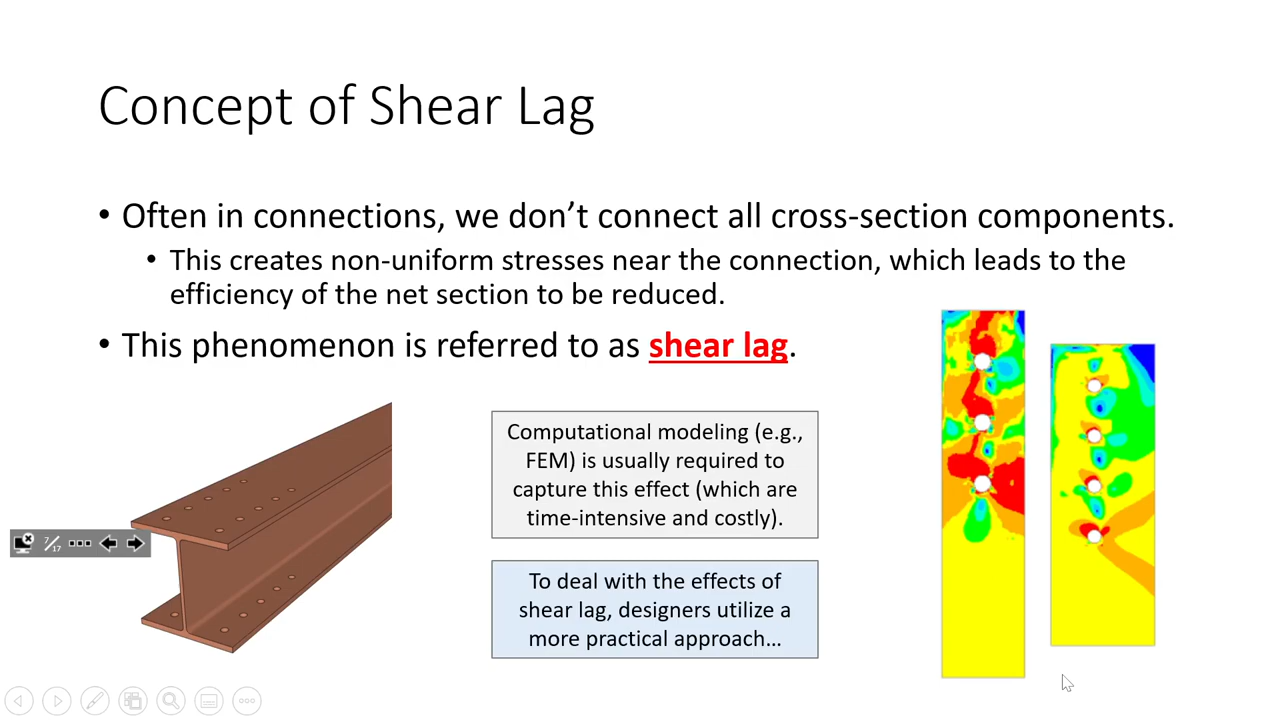 Concept of Shear Lag
• Often in connections, we don’t connect all cross-section components.
• This creates non-uniform stresses near the connection, which leads to the
efficiency of the net section to be reduced.
• This phenomenon is referred to as shear lag.
Computational modeling (e.g.,
FEM) is usually required to
capture this effect (which are
time-intensive and costly).
7/17
To deal with the effects of
shear lag, designers utilize a
more practical approach…